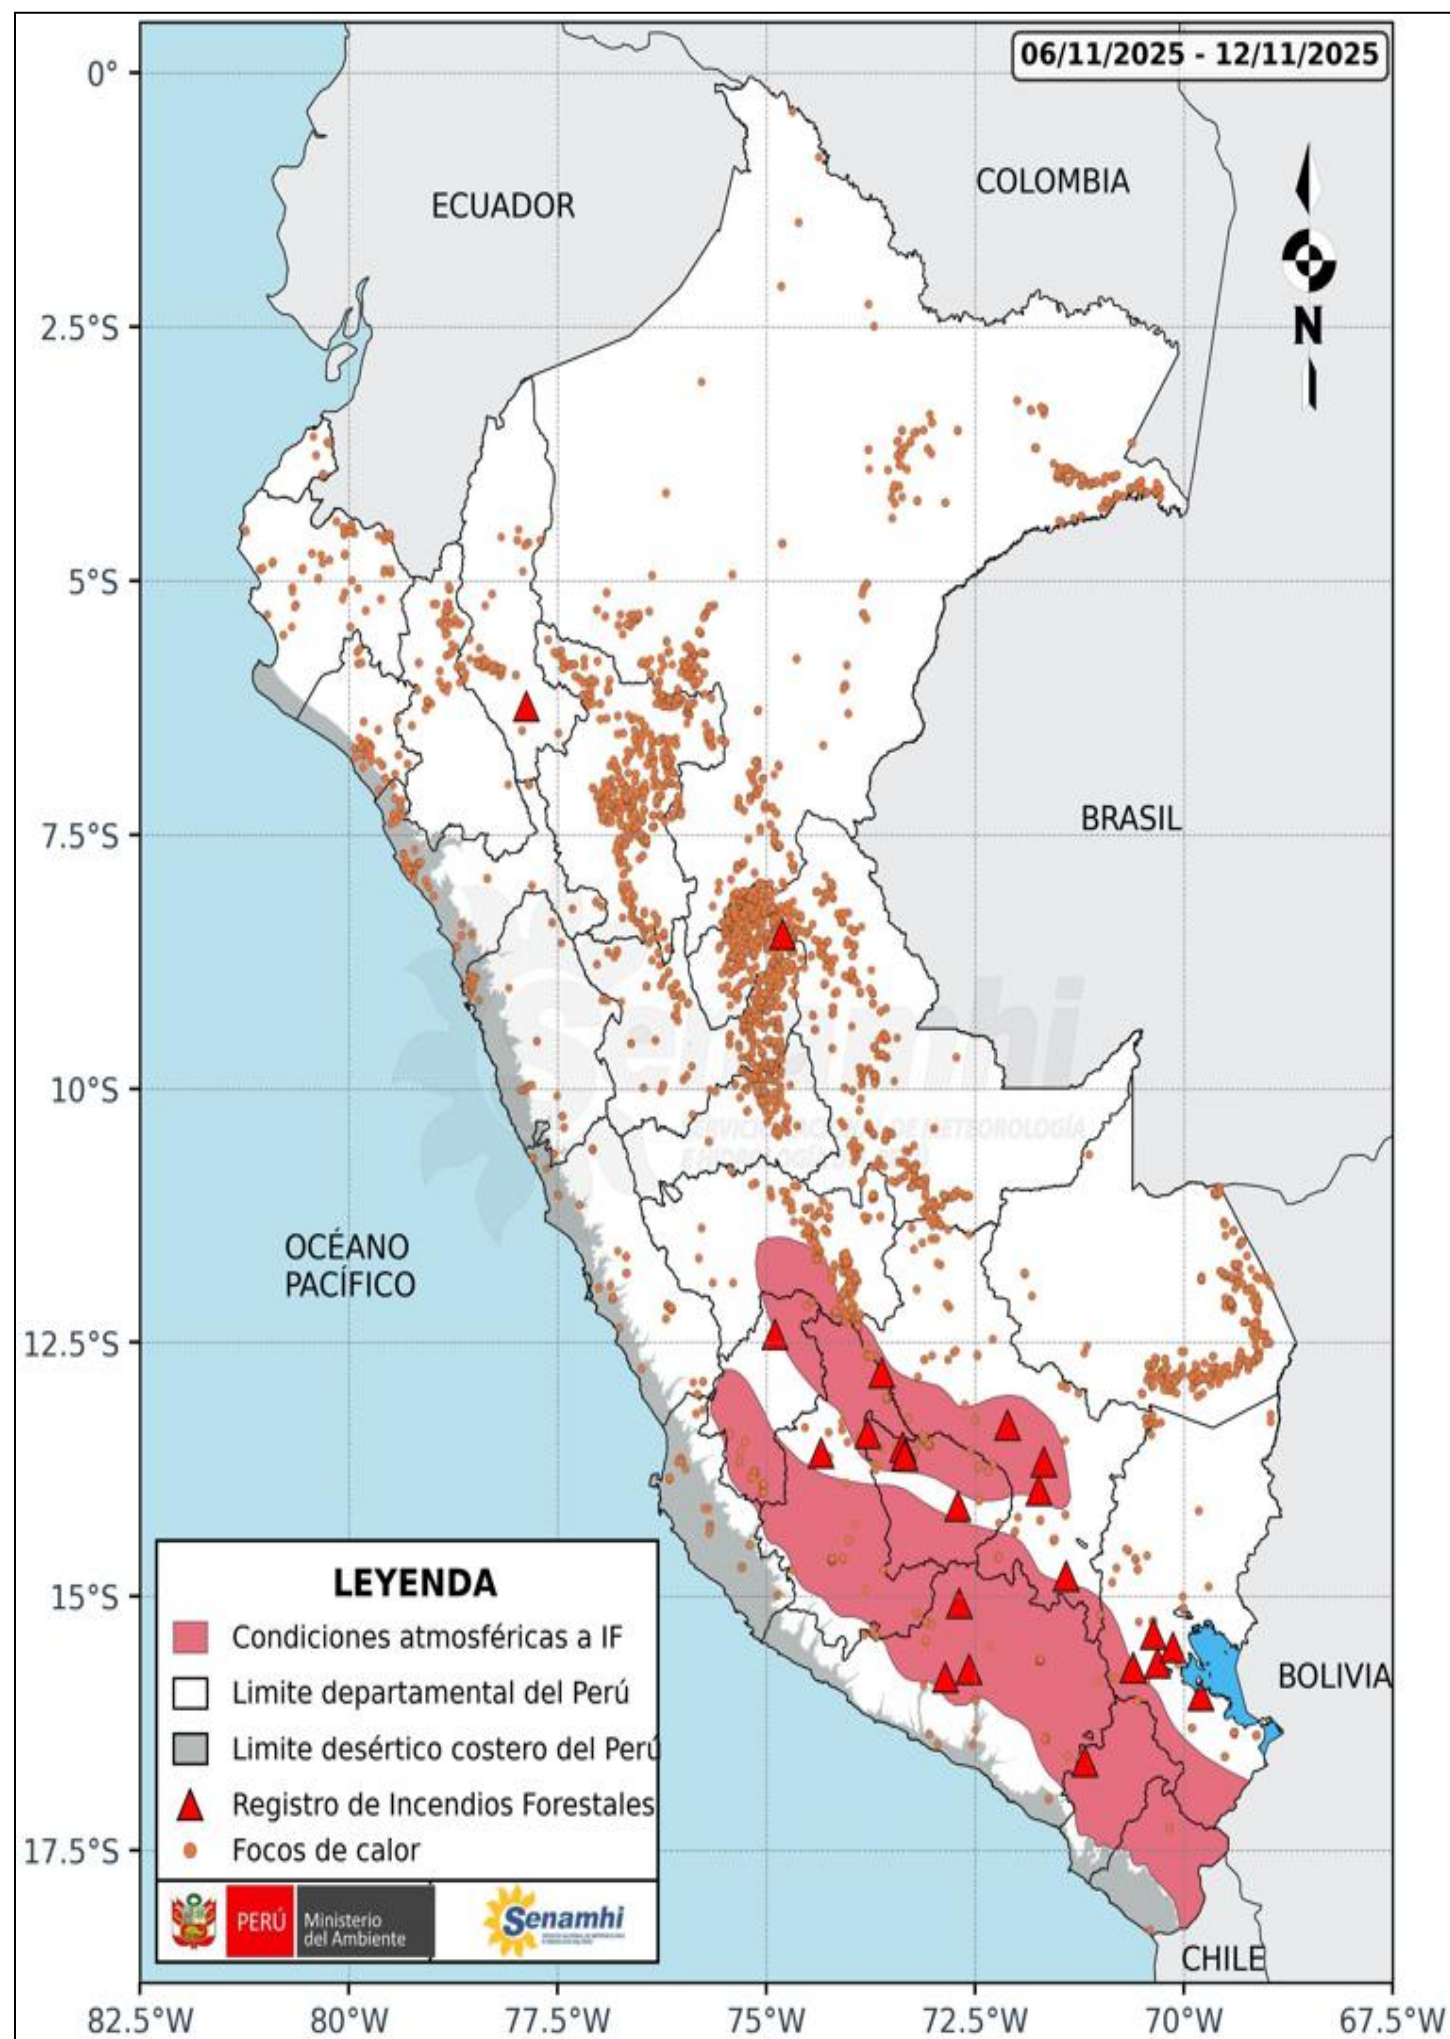 06/11/2025 - 12/11/2025
0°
COLOMBIA
ECUADOR
2.5°S
N
5°S
7.5°S
BRASIL
Senamhi
10°S
OCÉANO
PACÍFICO
12.5°S
15°S
LEYENDA
Condiciones atmosféricas a IF
Limite departamental del Perú
Limite desértico costero del Perú
Registro de Incendios Forestales
Focos de calor
BOLIVIA
17.5°S
PERÚ
Ministerio
del Ambiente
Senamhi
CHILE
82.5°W
80°W
77.5°W
75°W
72.5°W
70°W
67.5°W